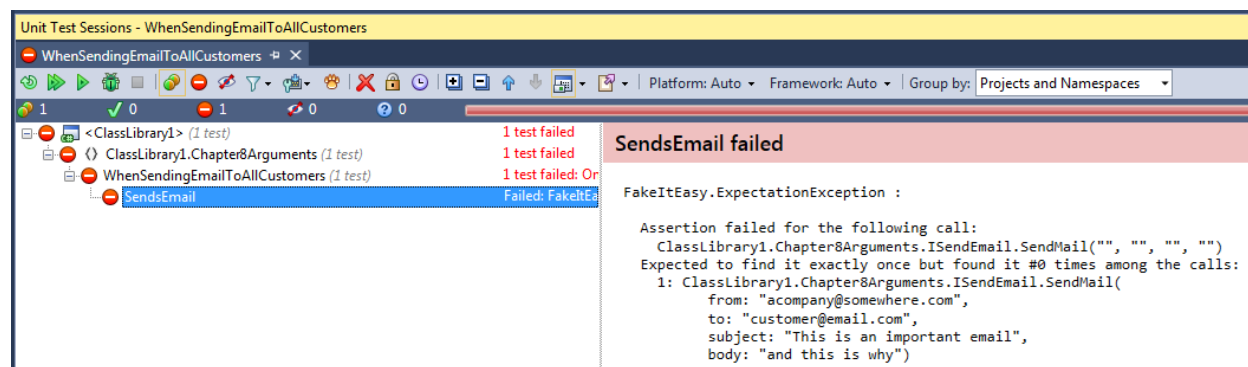 Unit Test Sessions - WhenSendingEmailToAllCustomers
WhenSendingEmailToAllCustomers
Platform: Auto Framework: Auto Group by: Projects and Namespaces
1 0 1 0 0
<ClassLibrary1> (1 test) 1 test failed
ClassLibrary1.Chapter8Arguments (1 test) 1 test failed
WhenSendingEmailToAllCustomers (1 test) 1 test failed: Or
SendsEmail Failed: FakeItEa
SendsEmail failed
FakeItEasy.ExpectationException :
Assertion failed for the following call:
ClassLibrary1.Chapter8Arguments.ISendEmail.SendMail("", "", "", "")
Expected to find it exactly once but found it #0 times among the calls:
1: ClassLibrary1.Chapter8Arguments.ISendEmail.SendMail(
from: "acompany@somewhere.com",
to: "customer@email.com",
subject: "This is an important email",
body: "and this is why")